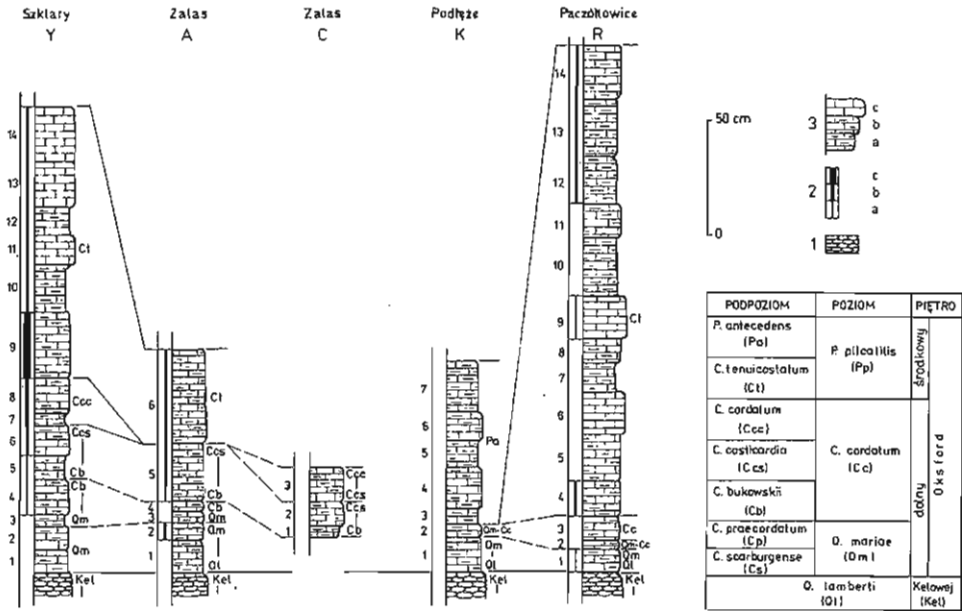 Szklary Zalas Zalas Podłęże Paczółtowice
Y A C K R
14
13
12
11
10
9
8
7
6
5
4
3
2
1
Ct
Ccc
Ccs
Cb
Cb
Qm
Qm
Kel
6
5
4
3
2
1
Ct
Ccs
Cb
Cb
Qm
Qm
Ql
Kel
3
2
1
Ccc
Ccs
Ccs
Cb
7
6
5
4
3
2
1
Pa
Qm-Cc
Qm
Ql
Kel
14
13
12
11
10
9
8
7
6
5
4
3
2
1
Ct
Cc
Qm-Cc
Qm
Ql
Kel
50 cm
0
3
c
b
a
2
c
b
a
1
PODPOZIOM POZIOM PIĘTRO
P. antecedens
(Pa)
C. tenuicostatum
(Ct)
P. plicatilis
(Pp)
środkowy
C. cordatum
(Ccc)
C. costicardia
(Ccs)
C. bukowskii
(Cb)
C. cordatum
(Cc)
C. praecordatum
(Cp)
C. scarburgense
(Cs)
Q. mariae
(Qm)
dolny
Oksford
Q. lamberti
(Ql)
Kelowej
(Kel)